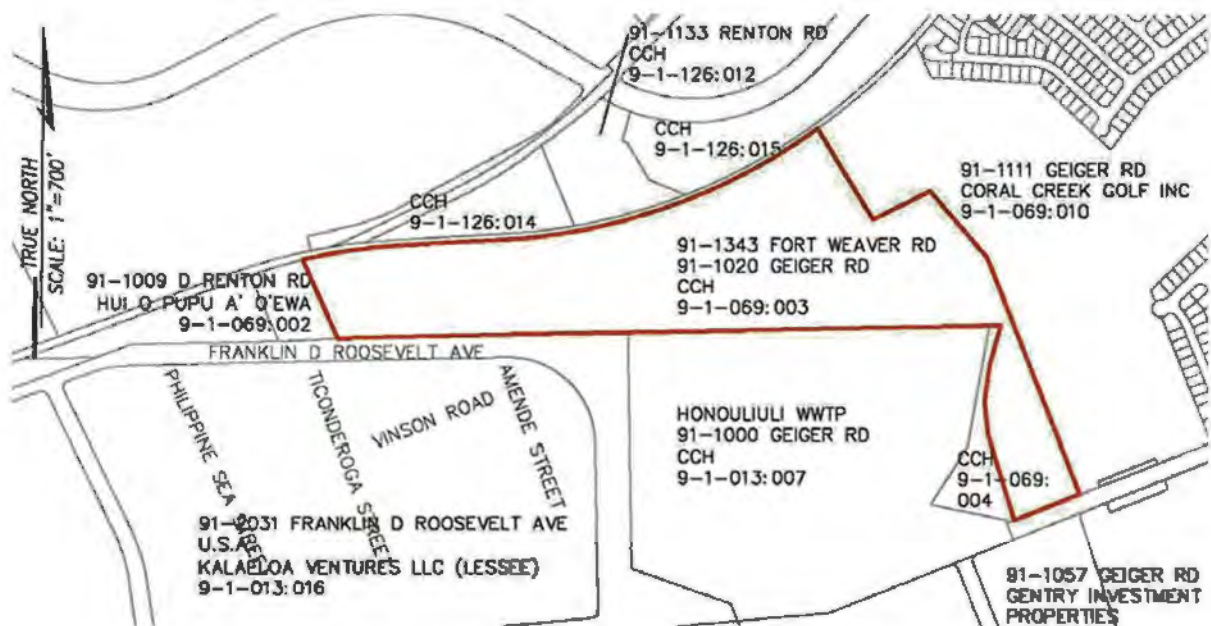 91-1133 RENTON RD
CCH
9-1-126:012
CCH
9-1-126:015
TRUE NORTH
SCALE: 1"=700'
CCH
9-1-126:014
91-1111 GEIGER RD
CORAL CREEK GOLF INC
9-1-069:010
91-1343 FORT WEAVER RD
91-1020 GEIGER RD
CCH
9-1-069:003
91-1009 D RENTON RD
HUI O PUPU A' O'EWA
9-1-069:002
FRANKLIN D ROOSEVELT AVE
PHILIPPINE SEA STREET
TICONDEROGA STREET
VINSON ROAD
AMENDE STREET
HONOULIULI WWTP
91-1000 GEIGER RD
CCH
9-1-013:007
CCH
9-1-069:
004
91-2031 FRANKLIN D ROOSEVELT AVE
U.S.A
KALAELOA VENTURES LLC (LESSEE)
9-1-013:016
91-1057 GEIGER RD
GENTRY INVESTMENT
PROPERTIES